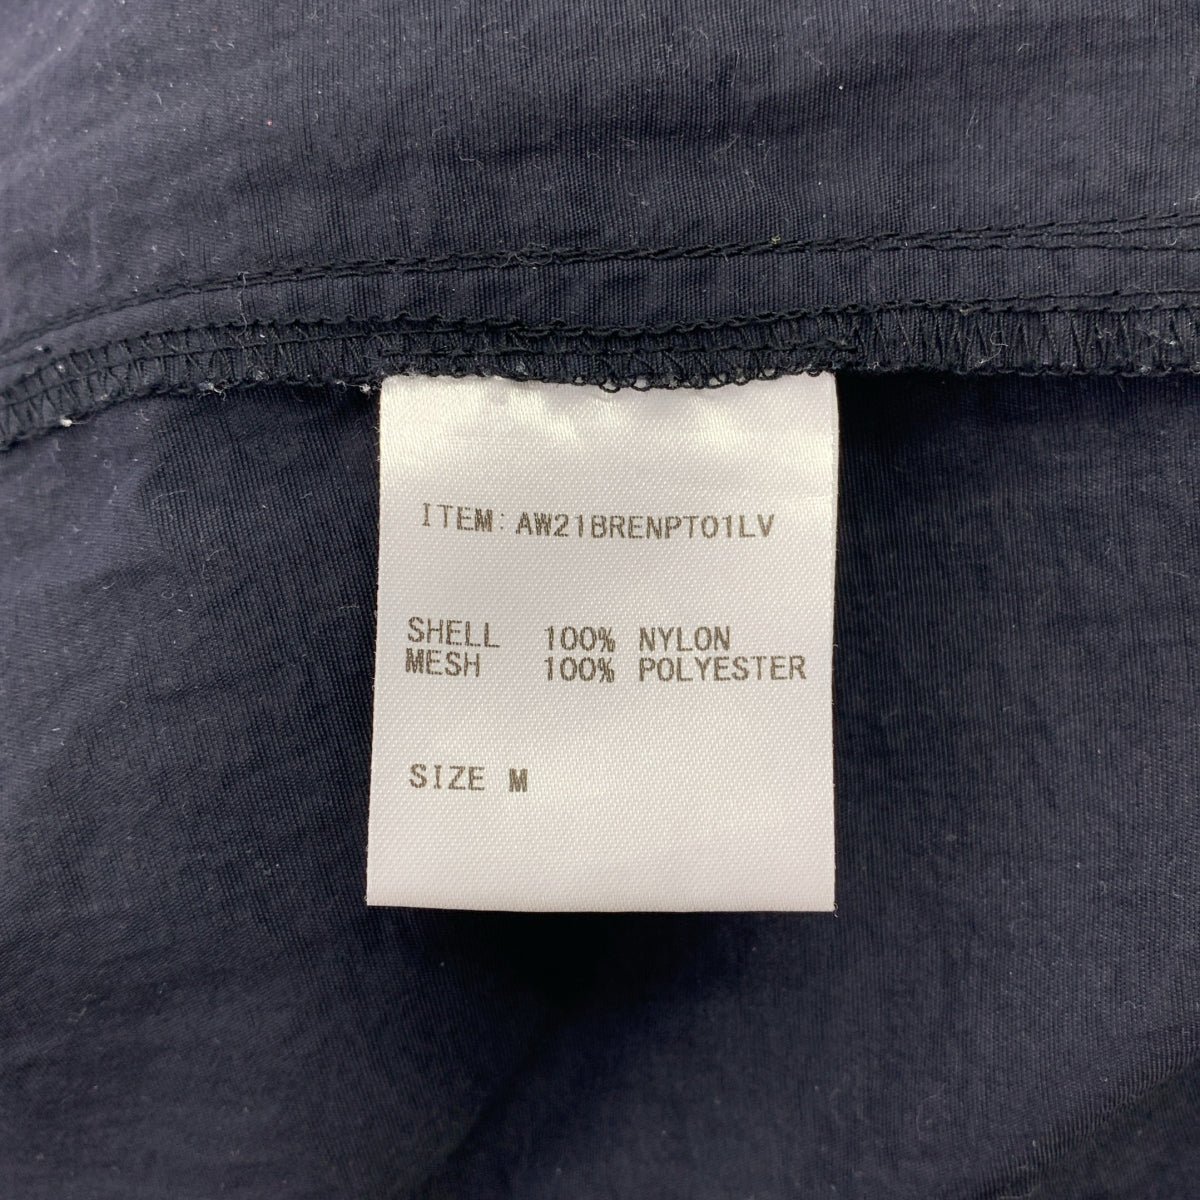 ITEM: AW21BRENPT01LV
SHELL 100% NYLON
MESH 100% POLYESTER
SIZE M